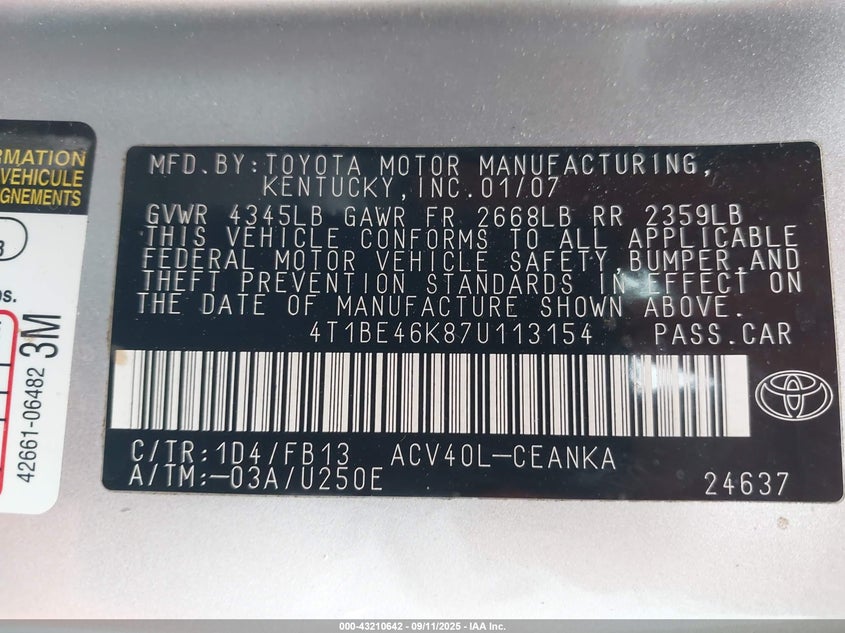 RMATION
VEHICULE
GNEMENTS
os.
42661-06482 3M
MFD.BY:TOYOTA MOTOR MANUFACTURING,
KENTUCKY,INC.01/07
GVWR 4345LB GAWR FR 2668LB RR 2359LB
THIS VEHICLE CONFORMS TO ALL APPLICABLE
FEDERAL MOTOR VEHICLE SAFETY,BUMPER,AND
THEFT PREVENTION STANDARDS IN EFFECT ON
THE DATE OF MANUFACTURE SHOWN ABOVE.
4T1BE46K87U113154 PASS.CAR
C/TR:1D4/FB13 ACV40L-CEANKA
A/TM:-03A/U250E 24637
000-43210642 - 09/11/2025 - IAA Inc.